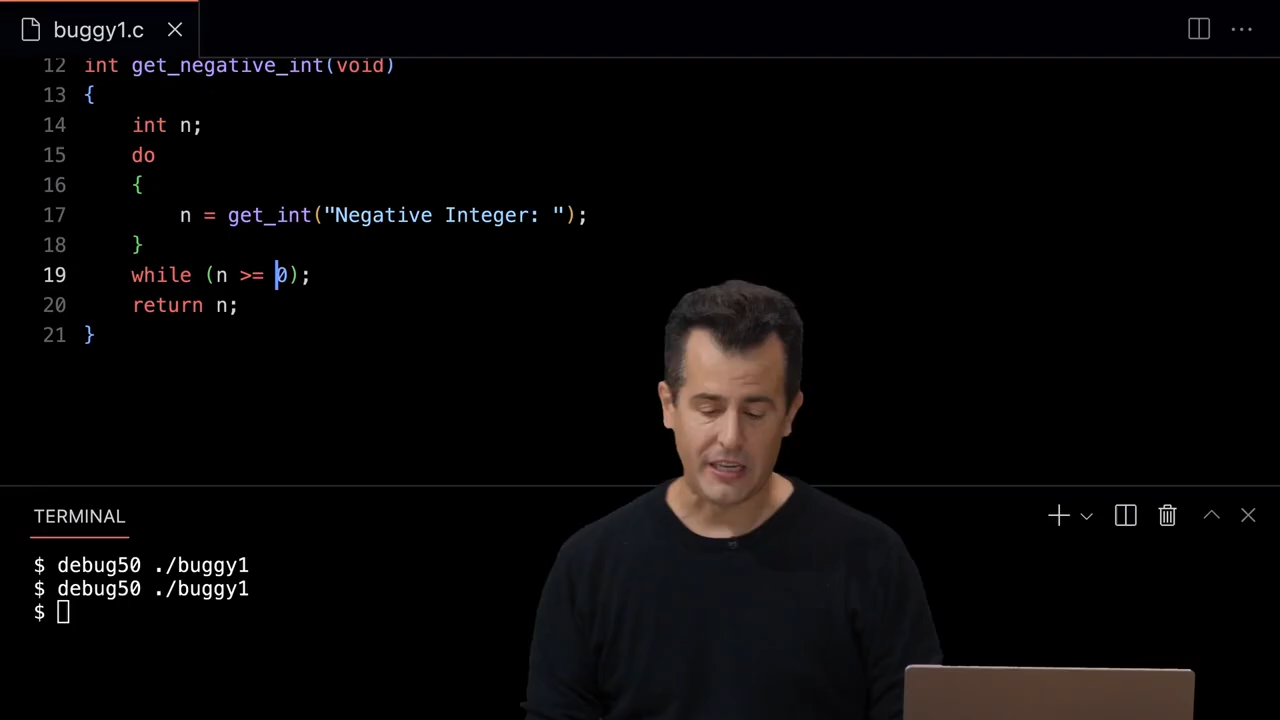 buggy1.c
12 int get_negative_int(void)
13 {
14 int n;
15 do
16 {
17 n = get_int("Negative Integer: ");
18 }
19 while (n >= 0);
20 return n;
21 }
TERMINAL
$ debug50 ./buggy1
$ debug50 ./buggy1
$